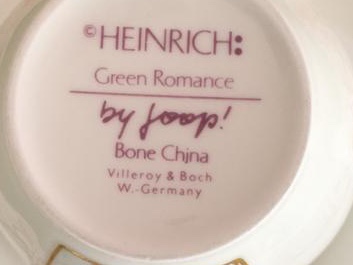 © HEINRICH:
Green Romance
by Joop!
Bone China
Villeroy & Boch
W.-Germany